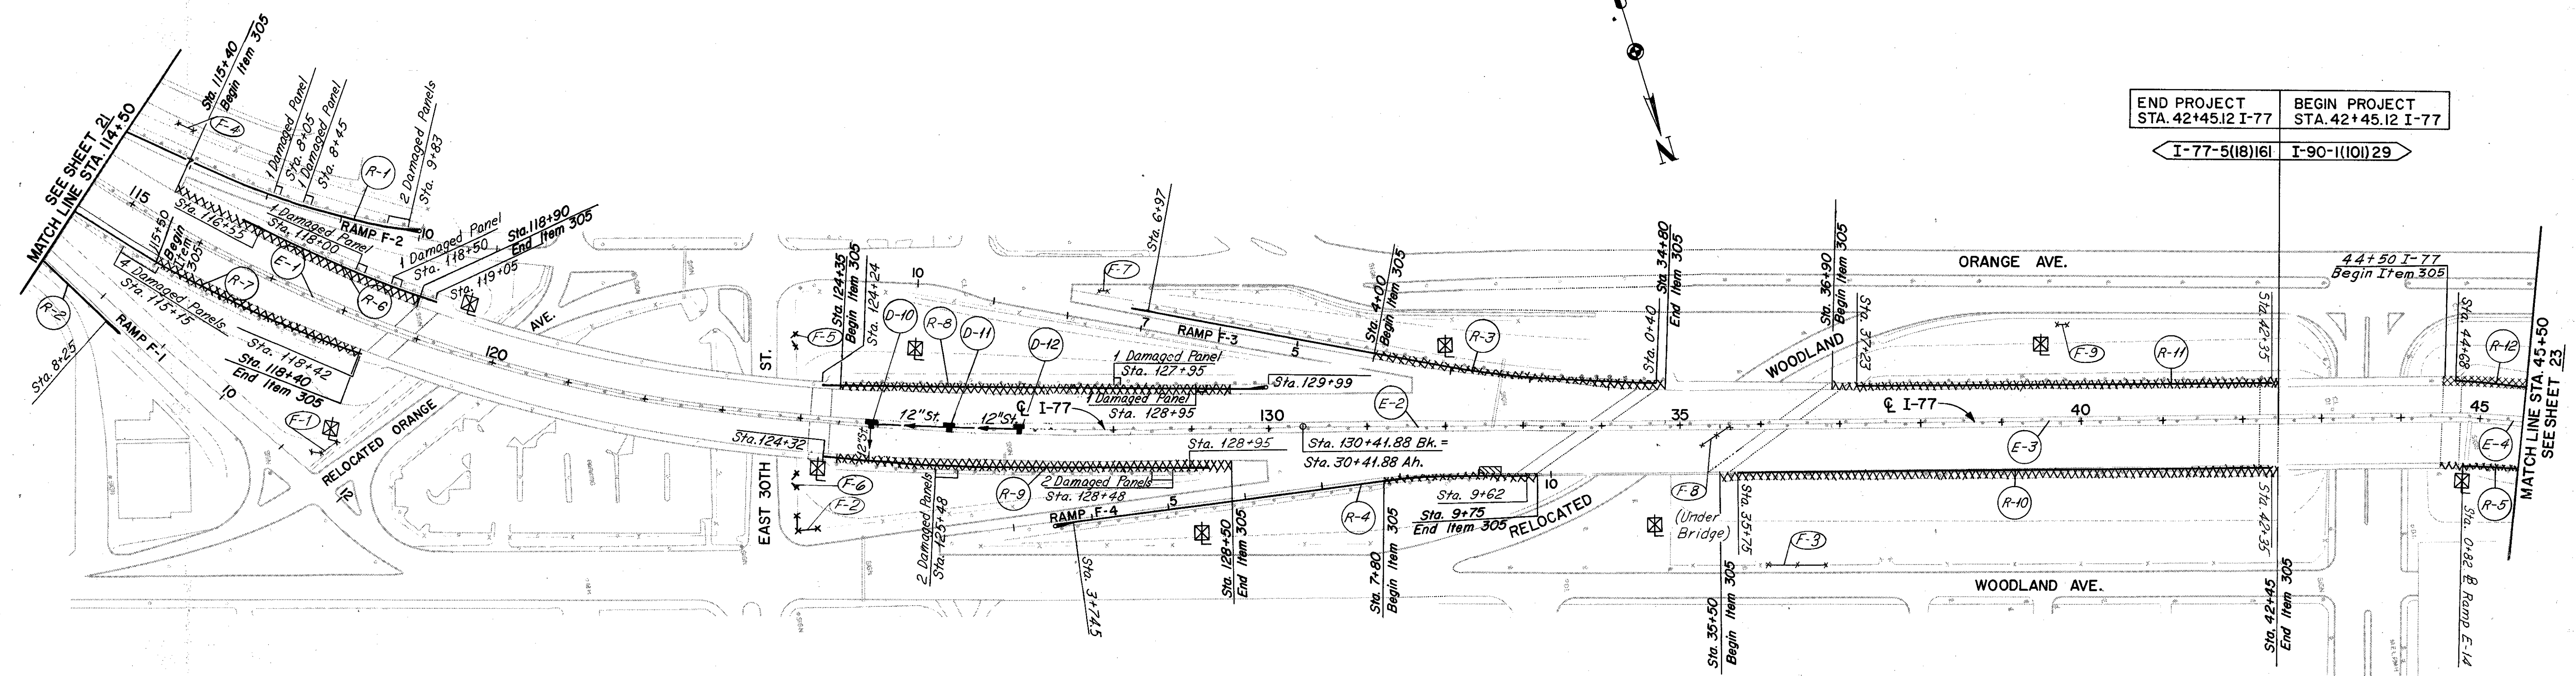 SEE SHEET 21
MATCH LINE STA. 114+50
Sta. 115+40
Begin Item 305
F-4
1 Damaged Panel
Sta. 8+05
1 Damaged Panel
Sta. 8+45
R-1
2 Damaged Panels
Sta. 9+83
RAMP F-2
10
115
115+50
Begin
Item
305
Sta. 116+55
1 Damaged Panel
Sta. 118+00
1 Damaged Panel
Sta. 118+50
Sta. 118+90
End Item 305
119+05
R-7
E-1
R-6
4 Damaged Panels
Sta. 115+15
Sta. 118+42
Sta. 118+40
End Item 305
R-2
RAMP F-1
Sta. 8+25
10
F-1
RELOCATED ORANGE
AVE.
12
120
EAST 30TH
ST.
F-5
F-6
F-2
Sta. 124+35
Begin Item 305
Sta. 124+24
Sta. 124+32
10
D-10
R-8
D-11
D-12
12" St.
12" St.
12" St.
℄ I-77
1 Damaged Panel
Sta. 127+95
1 Damaged Panel
Sta. 128+95
Sta. 129+99
130
E-2
Sta. 128+95
Sta. 130+41.88 Bk. =
Sta. 30+41.88 Ah.
2 Damaged Panels
Sta. 125+48
R-9
2 Damaged Panels
Sta. 128+48
RAMP F-4
5
Sta. 3+74.5
Sta. 128+50
End Item 305
R-4
Sta. 7+80
Begin Item 305
Sta. 9+62
Sta. 9+75
End Item 305
10
RELOCATED
F-7
Sta. 6+97
7
RAMP F-3
5
Sta. 4+00
Begin Item 305
R-3
Sta. 0+40
Sta. 34+80
End Item 305
N
35
F-8
(Under
Bridge)
Sta. 35+50
Begin Item 305
Sta. 35+75
WOODLAND
Sta. 36+90
Begin Item 305
Sta. 37+23
ORANGE AVE.
F-9
R-11
℄ I-77
40
E-3
R-10
F-3
WOODLAND AVE.
Sta. 42+35
Sta. 42+35
Sta. 42+45
End Item 305
END PROJECT
STA. 42+45.12 I-77
BEGIN PROJECT
STA. 42+45.12 I-77
I-77-5(18)161
I-90-1(101)29
44+50 I-77
Begin Item 305
Sta. 44+68
R-12
45
E-4
R-5
Sta. 0+82 ℄ Ramp E-1A
MATCH LINE STA. 45+50
SEE SHEET 23